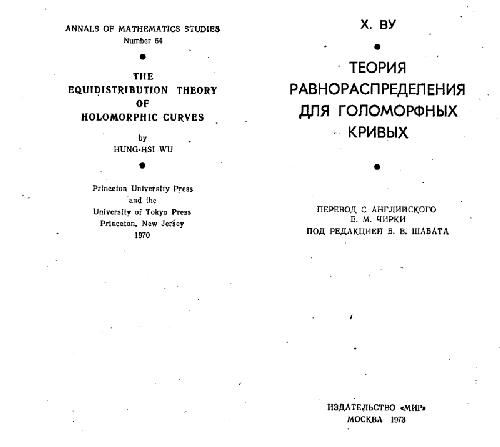 ANNALS OF MATHEMATICS STUDIES
Number 64
THE
EQUIDISTRIBUTION THEORY
OF
HOLOMORPHIC CURVES
by
HUNG-HSI WU
Princeton University Press
and the
University of Tokyo Press
Princeton, New Jersey
1970
Х. ВУ
ТЕОРИЯ
РАВНОРАСПРЕДЕЛЕНИЯ
ДЛЯ ГОЛОМОРФНЫХ
КРИВЫХ
ПЕРЕВОД С АНГЛИЙСКОГО
Е. М. ЧИРКИ
ПОД РЕДАКЦИЕЙ Б. В. ШАБАТА
ИЗДАТЕЛЬСТВО «МИР»
МОСКВА 1973